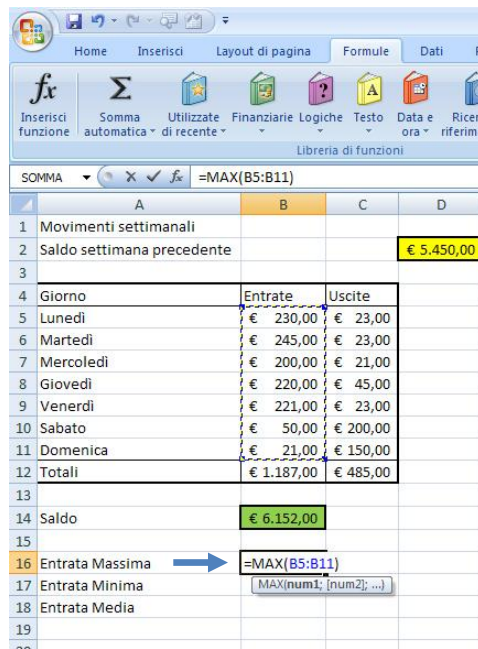 Home Inserisci Layout di pagina Formule Dati
fx Σ ? A
Inserisci funzione Somma automatica Utilizzate di recente Finanziarie Logiche Testo Data e ora
Libreria di funzioni
SOMMA fx =MAX(B5:B11)
A B C D
1 Movimenti settimanali
2 Saldo settimana precedente € 5.450,00
3
4 Giorno Entrate Uscite
5 Lunedì € 230,00 € 23,00
6 Martedì € 245,00 € 23,00
7 Mercoledì € 200,00 € 21,00
8 Giovedì € 220,00 € 45,00
9 Venerdì € 221,00 € 23,00
10 Sabato € 50,00 € 200,00
11 Domenica € 21,00 € 150,00
12 Totali € 1.187,00 € 485,00
13
14 Saldo € 6.152,00
15
16 Entrata Massima =MAX(B5:B11)
17 Entrata Minima MAX(num1; [num2]; ...)
18 Entrata Media
19